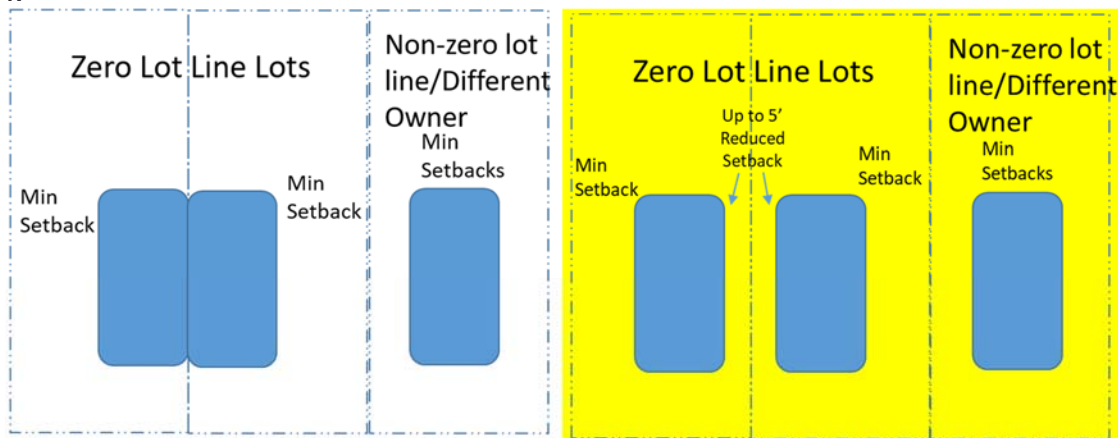 Zero Lot Line Lots
Non-zero lot
line/Different
Owner
Min
Setbacks
Min
Setback
Min
Setback
Zero Lot Line Lots
Up to 5'
Reduced
Setback
Min
Setback
Min
Setback
Non-zero lot
line/Different
Owner
Min
Setbacks